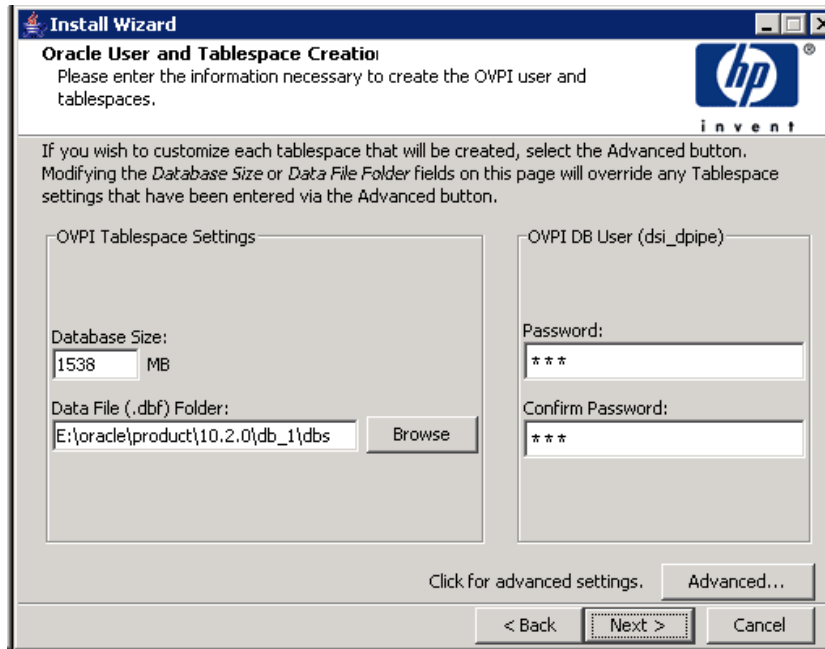 Install Wizard
Oracle User and Tablespace Creatio
Please enter the information necessary to create the OVPI user and
tablespaces.
hp
®
invent
If you wish to customize each tablespace that will be created, select the Advanced button.
Modifying the Database Size or Data File Folder fields on this page will override any Tablespace
settings that have been entered via the Advanced button.
OVPI Tablespace Settings
Database Size:
1538 MB
Data File (.dbf) Folder:
E:\oracle\product\10.2.0\db_1\dbs Browse
OVPI DB User (dsi_dpipe)
Password:
***
Confirm Password:
***
Click for advanced settings. Advanced...
< Back Next > Cancel